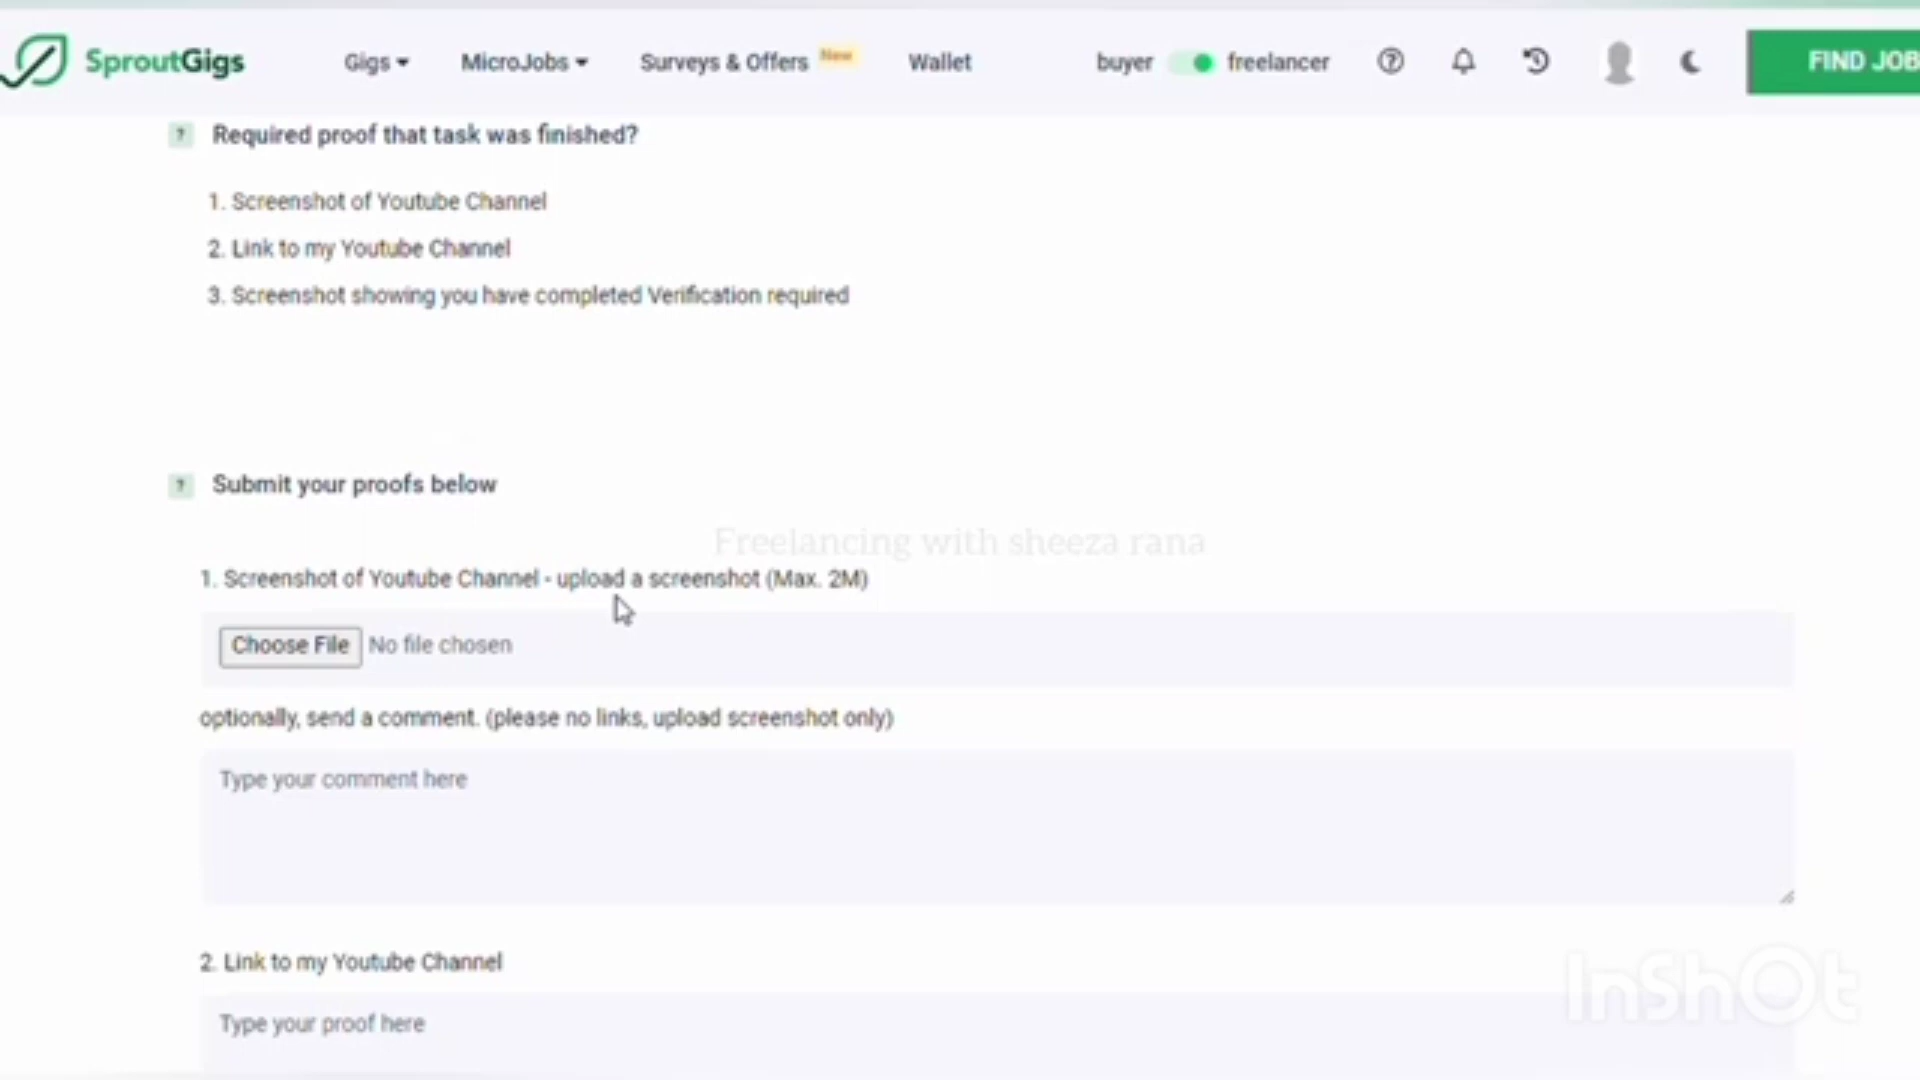 SproutGigs Gigs MicroJobs Surveys & Offers New Wallet buyer freelancer FIND JOB
? Required proof that task was finished?
1. Screenshot of Youtube Channel
2. Link to my Youtube Channel
3. Screenshot showing you have completed Verification required
? Submit your proofs below
Freelancing with sheeza rana
1. Screenshot of Youtube Channel - upload a screenshot (Max. 2M)
Choose File No file chosen
optionally, send a comment. (please no links, upload screenshot only)
Type your comment here
2. Link to my Youtube Channel
InShOt
Type your proof here